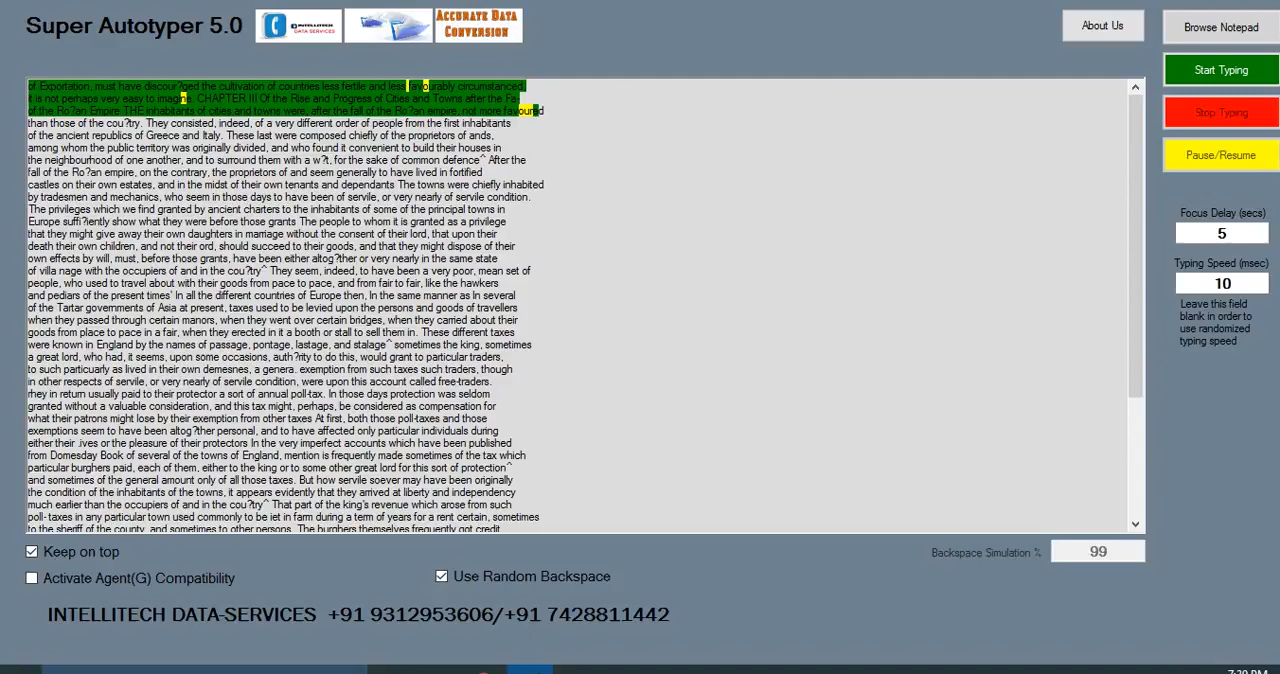 Super Autotyper 5.0
INTELLITECH
DATA SERVICES
ACCURATE DATA
CONVERSION
About Us
Browse Notepad
Start Typing
Stop Typing
Pause/Resume
Focus Delay (secs)
5
Typing Speed (msec)
10
Leave this field
blank in order to
use randomized
typing speed
of Exportation, must have discour?ged the cultivation of countries less fertile and less favourably circumstanced,
it is not perhaps very easy to imagine. CHAPTER III Of the Rise and Progress of Cities and Towns after the Fa-
of the Ro?an Empire THE inhabitants of cities and towns were, after the fall of the Ro?an empire, not more favoured
than those of the cou?try. They consisted, indeed, of a very different order of people from the first inhabitants
of the ancient republics of Greece and Italy. These last were composed chiefly of the proprietors of ands,
among whom the public territory was originally divided, and who found it convenient to build their houses in
the neighbourhood of one another, and to surround them with a w?t, for the sake of common defence^ After the
fall of the Ro?an empire, on the contrary, the proprietors of and seem generally to have lived in fortified
castles on their own estates, and in the midst of their own tenants and dependants The towns were chiefly inhabited
by tradesmen and mechanics, who seem in those days to have been of servile, or very nearly of servile condition.
The privileges which we find granted by ancient charters to the inhabitants of some of the principal towns in
Europe suffi?iently show what they were before those grants The people to whom it is granted as a privilege
that they might give away their own daughters in marriage without the consent of their lord, that upon their
death their own children, and not their ord, should succeed to their goods, and that they might dispose of their
own effects by will, must, before those grants, have been either altog?ther or very nearly in the same state
of villa nage with the occupiers of and in the cou?try^ They seem, indeed, to have been a very poor, mean set of
people, who used to travel about with their goods from pace to pace, and from fair to fair, like the hawkers
and pediars of the present times' In all the different countries of Europe then, In the same manner as In several
of the Tartar governments of Asia at present, taxes used to be levied upon the persons and goods of travellers
when they passed through certain manors, when they went over certain bridges, when they carried about their
goods from place to pace in a fair, when they erected in it a booth or stall to sell them in. These different taxes
were known in England by the names of passage, pontage, lastage, and stalage^ sometimes the king, sometimes
a great lord, who had, it seems, upon some occasions, auth?rity to do this, would grant to particular traders,
to such particuarly as lived in their own demesnes, a genera. exemption from such taxes such traders, though
in other respects of servile, or very nearly of servile condition, were upon this account called free-traders.
rhey in return usually paid to their protector a sort of annual poll-tax. In those days protection was seldom
granted without a valuable consideration, and this tax might, perhaps, be considered as compensation for
what their patrons might lose by their exemption from other taxes At first, both those poll-taxes and those
exemptions seem to have been altog?ther personal, and to have affected only particular individuals during
either their .ives or the pleasure of their protectors In the very imperfect accounts which have been published
from Domesday Book of several of the towns of England, mention is frequently made sometimes of the tax which
particular burghers paid, each of them, either to the king or to some other great lord for this sort of protection^
and sometimes of the general amount only of all those taxes. But how servile soever may have been originally
the condition of the inhabitants of the towns, it appears evidently that they arrived at liberty and independency
much earlier than the occupiers of and in the cou?try^ That part of the king's revenue which arose from such
poll- taxes in any particular town used commonly to be iet in farm during a term of years for a rent certain, sometimes
to the sheriff of the county, and sometimes to other persons. The burghers themselves frequently got credit
Keep on top
Backspace Simulation %
99
Activate Agent(G) Compatibility
Use Random Backspace
INTELLITECH DATA-SERVICES +91 9312953606/+91 7428811442